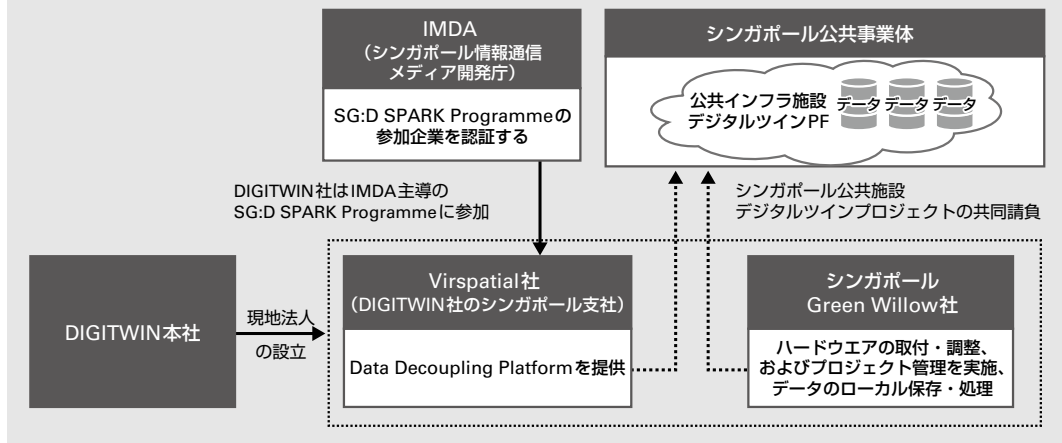 IMDA
（シンガポール情報通信
メディア開発庁）
SG:D SPARK Programmeの
参加企業を認証する
シンガポール公共事業体
公共インフラ施設
デジタルツインPF
データ データ データ
DIGITWIN社はIMDA主導の
SG:D SPARK Programmeに参加
シンガポール公共施設
デジタルツインプロジェクトの共同請負
DIGITWIN本社
現地法人
の設立
Virspatial社
（DIGITWIN社のシンガポール支社）
Data Decoupling Platformを提供
シンガポール
Green Willow社
ハードウエアの取付・調整、
およびプロジェクト管理を実施、
データのローカル保存・処理